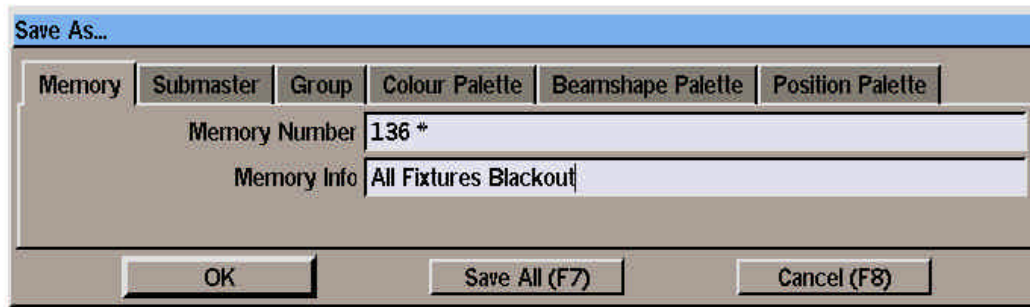 Save As...
Memory Submaster Group Colour Palette Beamshape Palette Position Palette
Memory Number 136 *
Memory Info All Fixtures Blackout
OK Save All (F7) Cancel (F8)